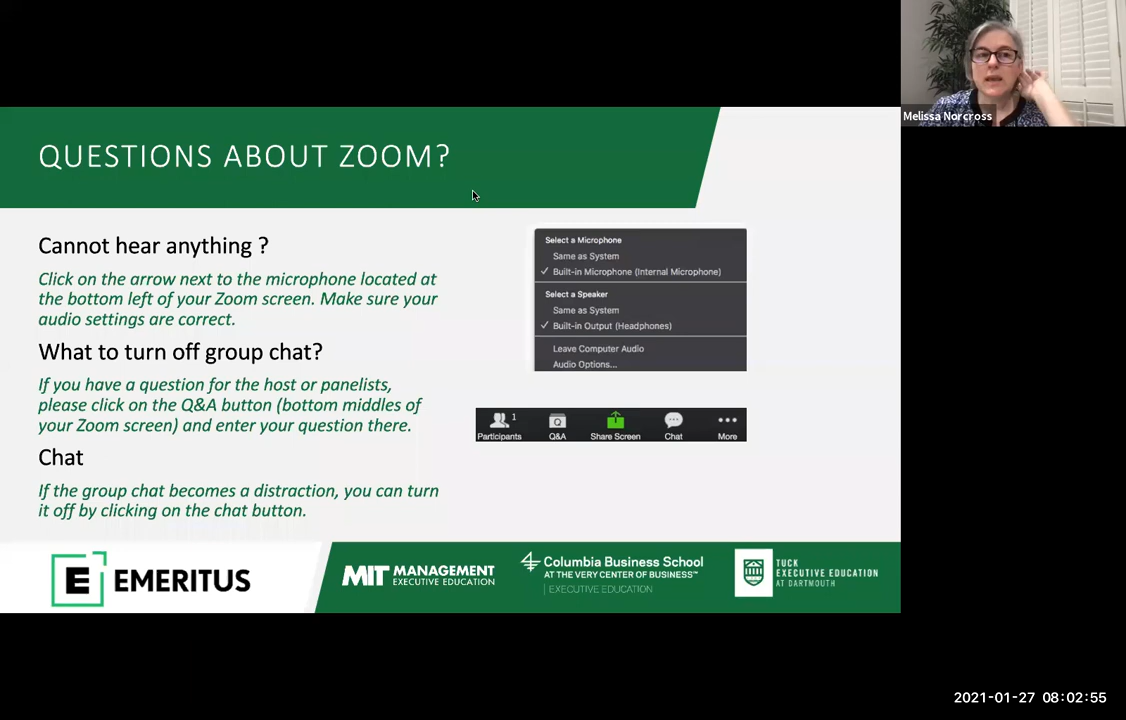 Melissa Norcross
QUESTIONS ABOUT ZOOM?
Cannot hear anything ?
Click on the arrow next to the microphone located at
the bottom left of your Zoom screen. Make sure your
audio settings are correct.
What to turn off group chat?
If you have a question for the host or panelists,
please click on the Q&A button (bottom middles of
your Zoom screen) and enter your question there.
Chat
If the group chat becomes a distraction, you can turn
it off by clicking on the chat button.
Select a Microphone
Same as System
✓ Built-in Microphone (Internal Microphone)
Select a Speaker
Same as System
✓ Built-in Output (Headphones)
Leave Computer Audio
Audio Options...
1
Participants Q&A Share Screen Chat More
E EMERITUS
MIT MANAGEMENT
EXECUTIVE EDUCATION
Columbia Business School
AT THE VERY CENTER OF BUSINESS™
EXECUTIVE EDUCATION
TUCK
EXECUTIVE EDUCATION
AT DARTMOUTH
2021-01-27 08:02:55